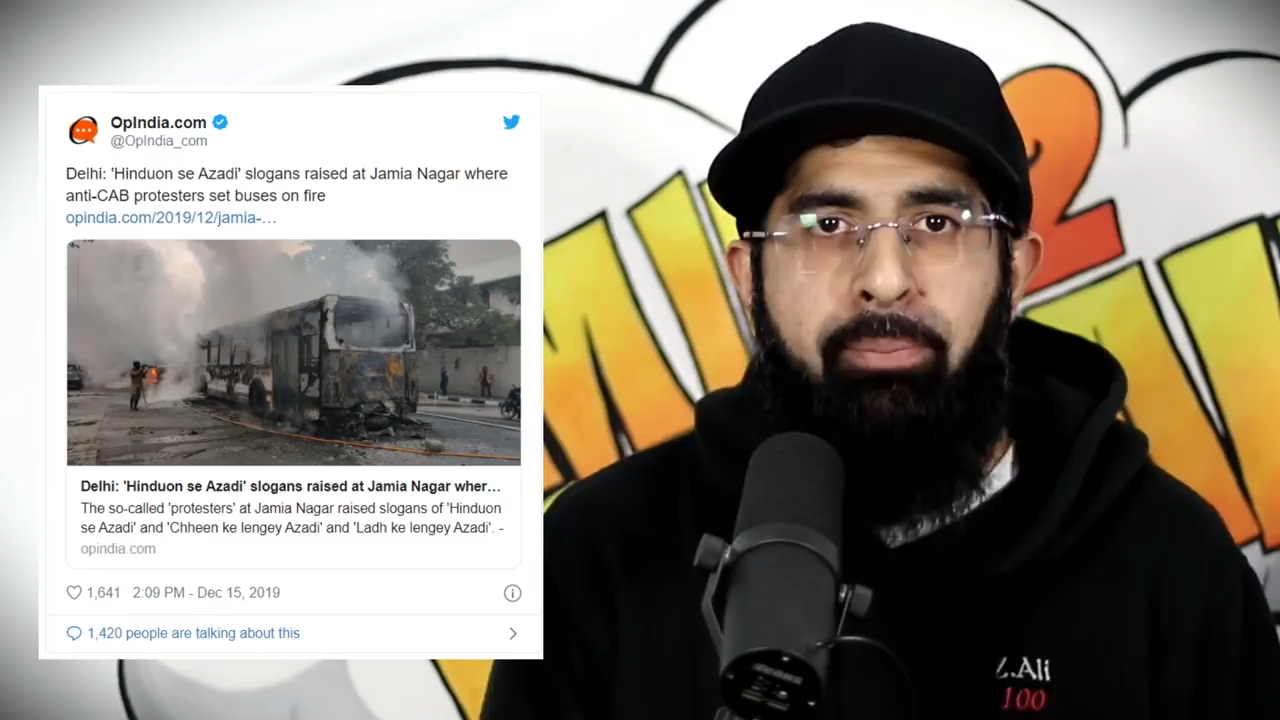 OpIndia.com
@OpIndia_com
Delhi: 'Hinduon se Azadi' slogans raised at Jamia Nagar where
anti-CAB protesters set buses on fire
opindia.com/2019/12/jamia-…
Delhi: 'Hinduon se Azadi' slogans raised at Jamia Nagar wher...
The so-called 'protesters' at Jamia Nagar raised slogans of 'Hinduon
se Azadi' and 'Chheen ke lengey Azadi' and 'Ladh ke lengey Azadi'. -
opindia.com
1,641 2:09 PM - Dec 15, 2019
1,420 people are talking about this
2
Z.Ali
100